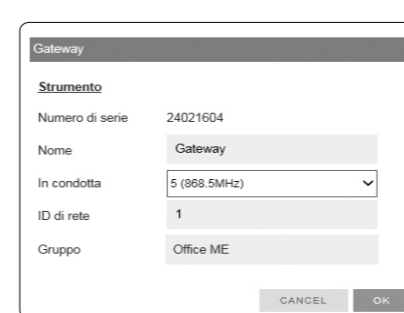 Gateway
Strumento
Numero di serie 24021604
Nome Gateway
In condotta 5 (868.5MHz)
ID di rete 1
Gruppo Office ME
CANCEL OK